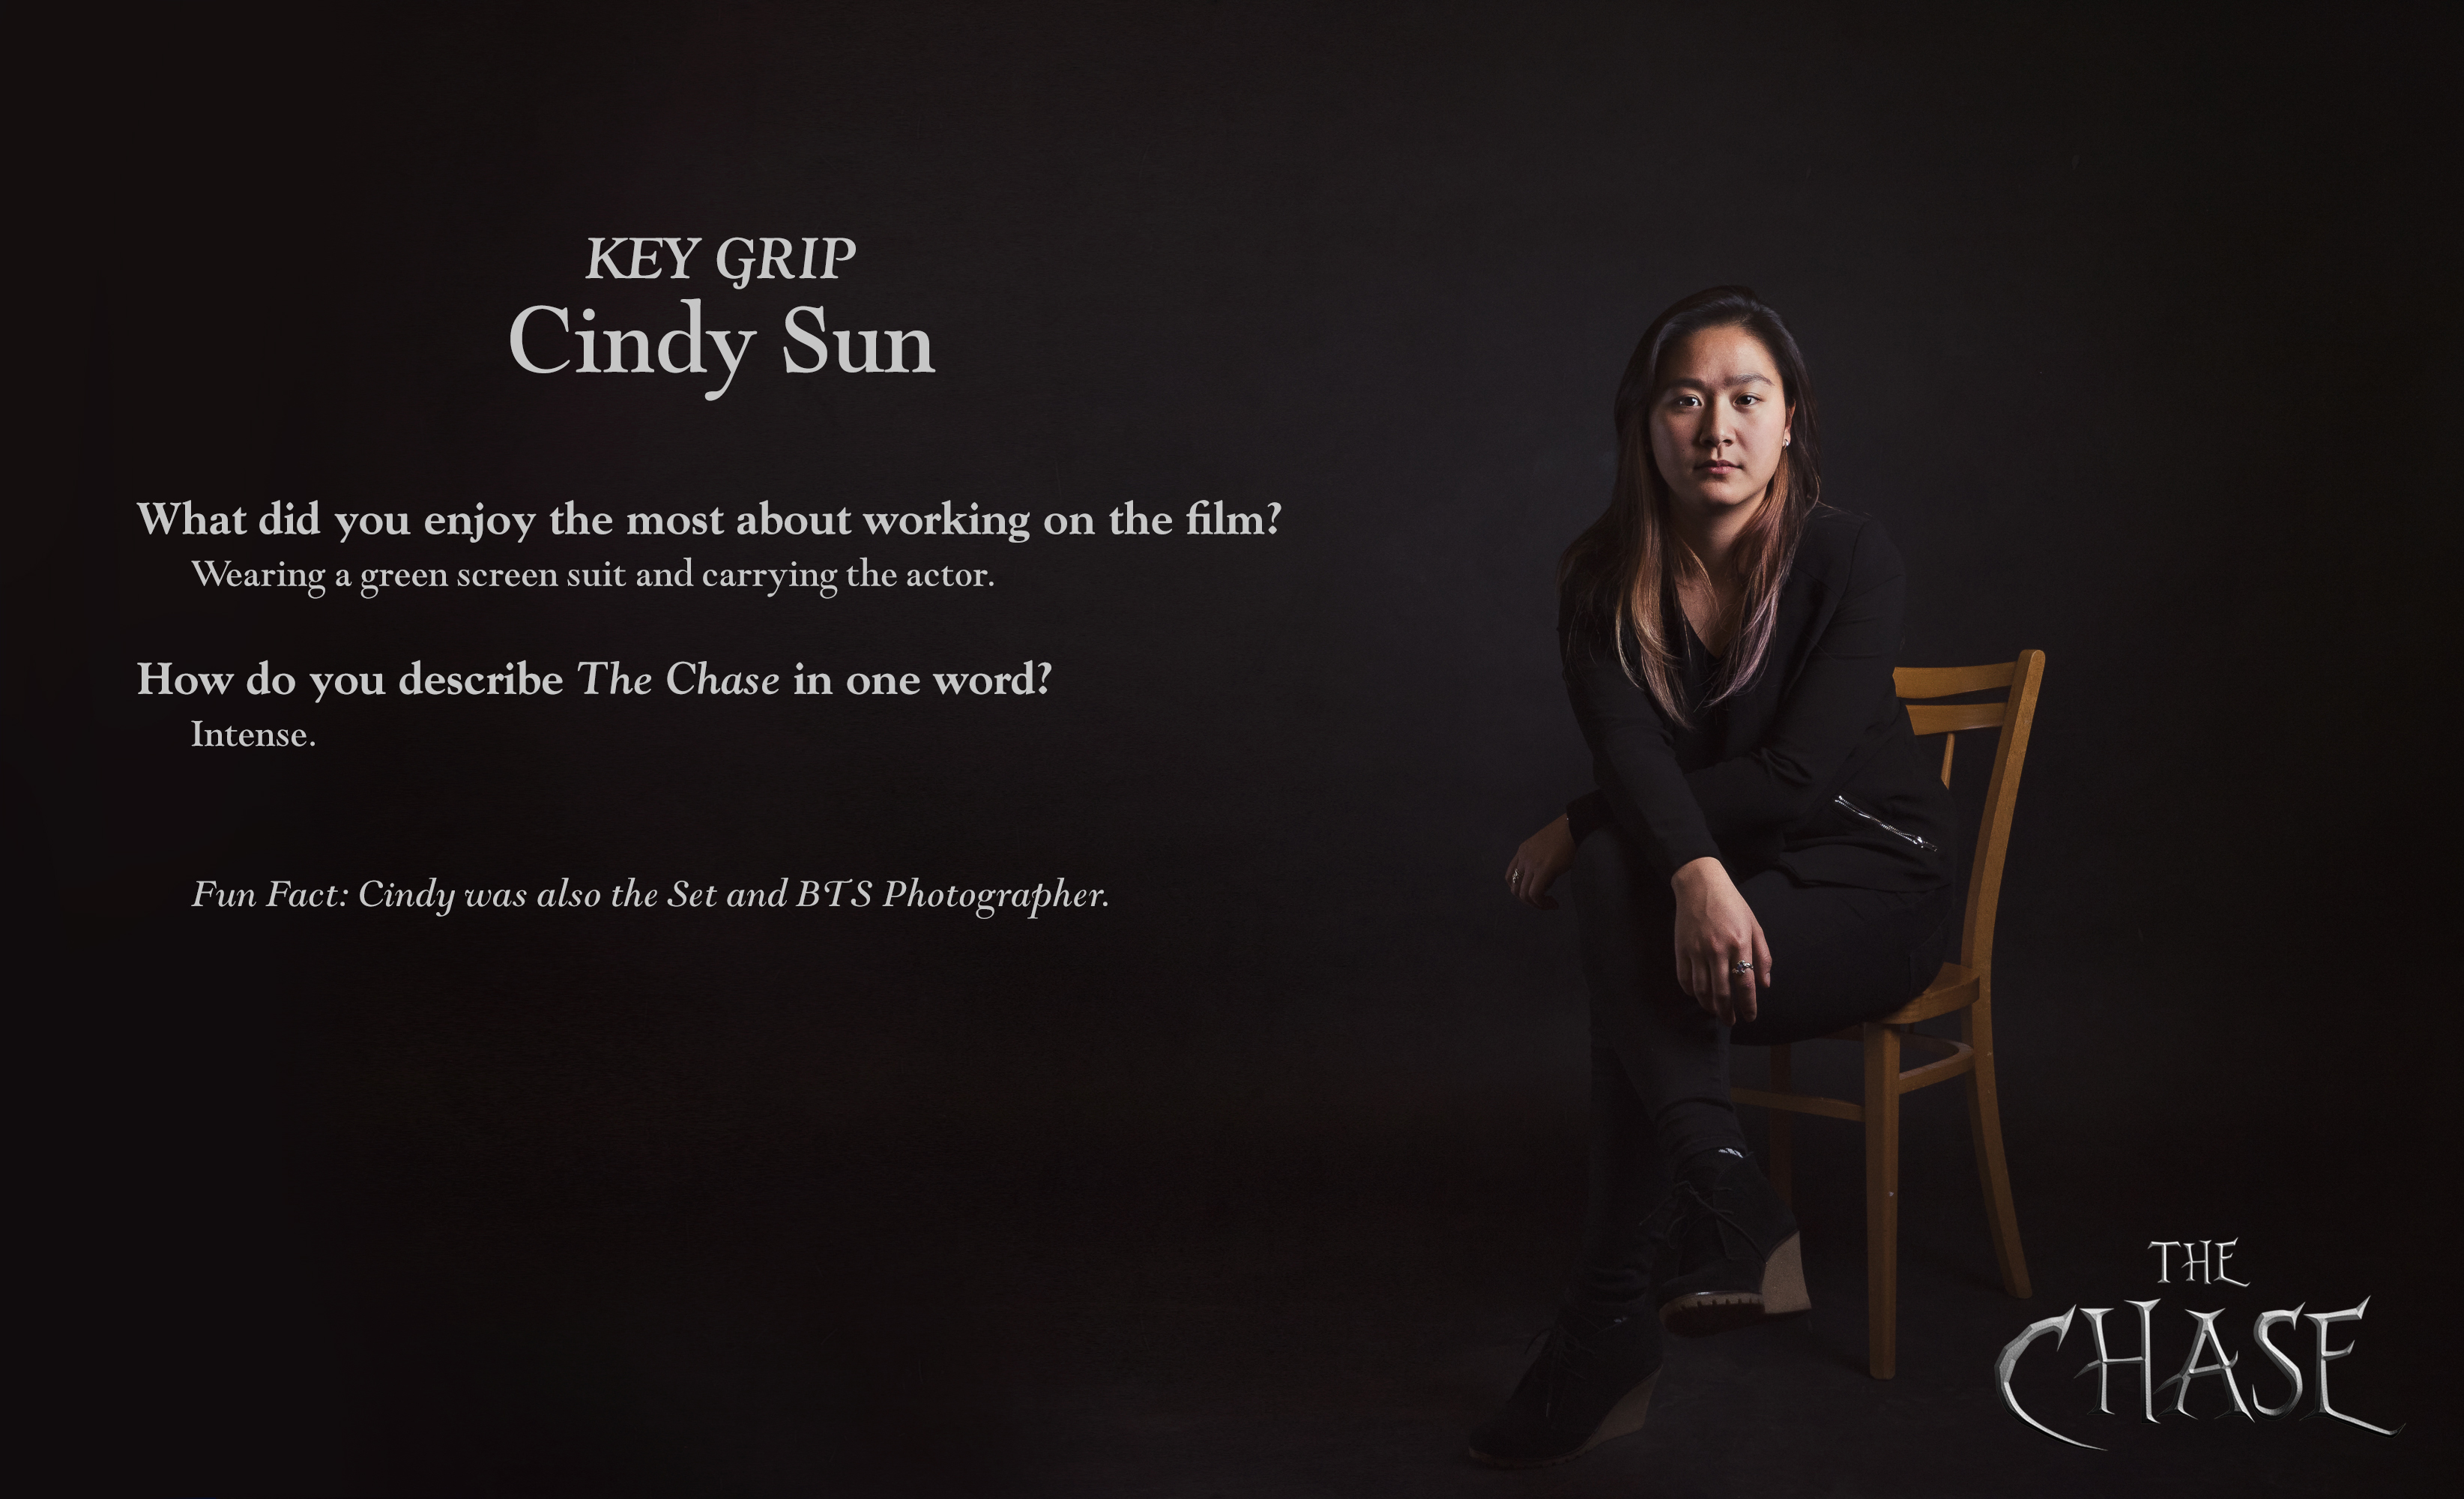 KEY GRIP
Cindy Sun
What did you enjoy the most about working on the film?
Wearing a green screen suit and carrying the actor.
How do you describe The Chase in one word?
Intense.
Fun Fact: Cindy was also the Set and BTS Photographer.
THE
CHASE